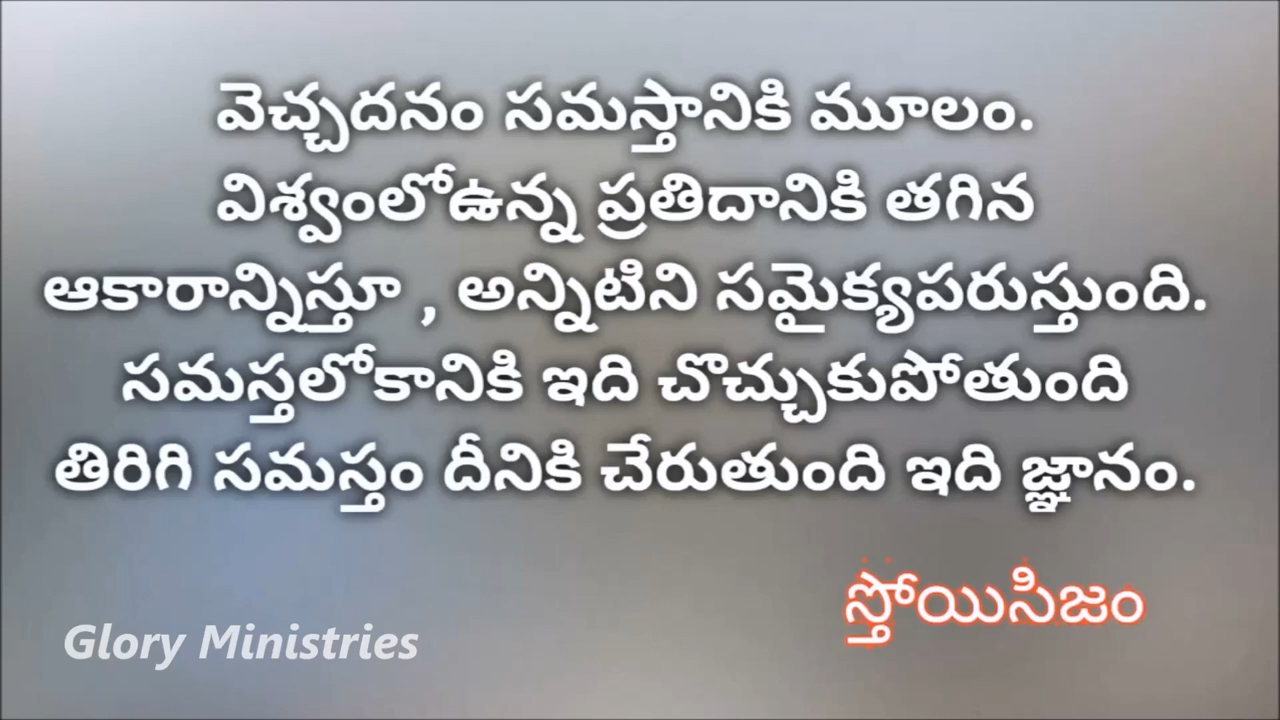 వెచ్చదనం సమస్తానికి మూలం.
విశ్వంలోఉన్న ప్రతిదానికి తగిన
ఆకారాన్నిస్తూ , అన్నిటిని సమైక్యపరుస్తుంది.
సమస్తలోకానికి ఇది చొచ్చుకుపోతుంది
తిరిగి సమస్తం దీనికి చేరుతుంది ఇది జ్ఞానం.
స్తోయిసిజం
Glory Ministries